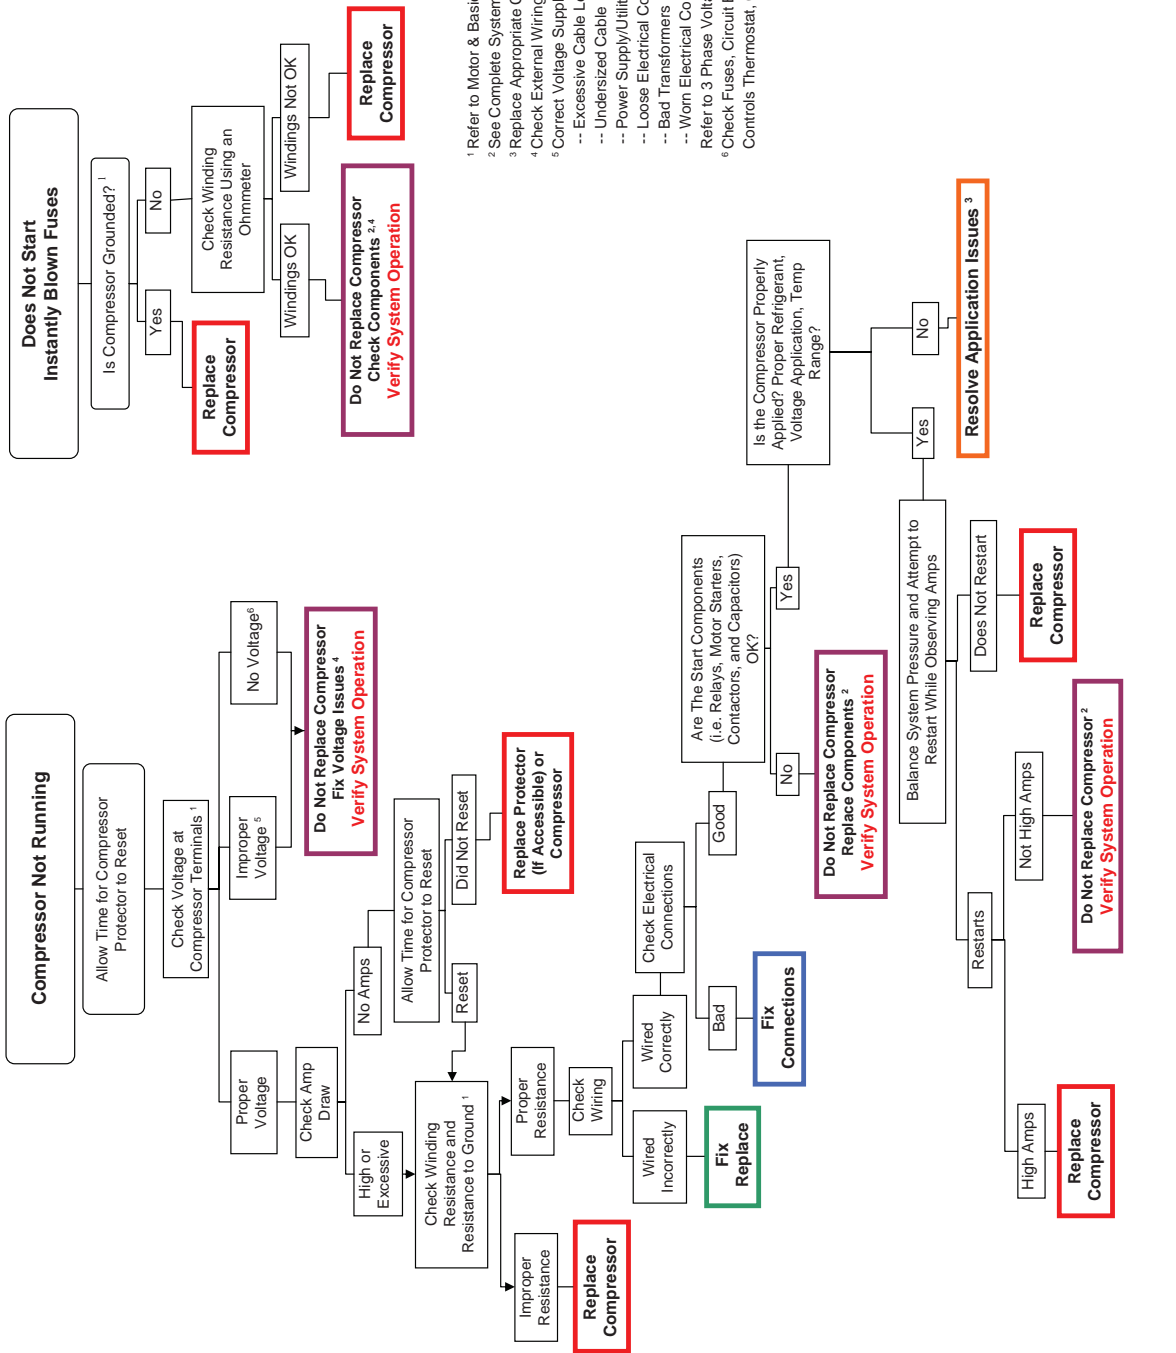 Compressor Not Running
Allow Time for Compressor
Protector to Reset
Check Voltage at
Compressor Terminals ¹
Proper
Voltage
Improper
Voltage ⁵
No Voltage⁶
Do Not Replace Compressor
Fix Voltage Issues ⁴
Verify System Operation
Check Amp
Draw
High or
Excessive
No Amps
Allow Time for Compressor
Protector to Reset
Reset
Did Not Reset
Replace Protector
(If Accessible) or
Compressor
Check Winding
Resistance and
Resistance to Ground ¹
Improper
Resistance
Proper
Resistance
Replace
Compressor
Check
Wiring
Wired
Incorrectly
Wired
Correctly
Fix
Replace
Check Electrical
Connections
Bad
Good
Fix
Connections
Are The Start Components
(i.e. Relays, Motor Starters,
Contactors, and Capacitors)
OK?
No
Yes
Do Not Replace Compressor
Replace Components ²
Verify System Operation
Is the Compressor Properly
Applied? Proper Refrigerant,
Voltage Application, Temp
Range?
Yes
No
Resolve Application Issues ³
Balance System Pressure and Attempt to
Restart While Observing Amps
Restarts
Does Not Restart
Replace
Compressor
High Amps
Not High Amps
Replace
Compressor
Do Not Replace Compressor ²
Verify System Operation
Does Not Start
Instantly Blown Fuses
Is Compressor Grounded? ¹
Yes
No
Replace
Compressor
Check Winding
Resistance Using an
Ohmmeter
Windings OK
Windings Not OK
Do Not Replace Compressor
Check Components ²,⁴
Verify System Operation
Replace
Compressor
¹ Refer to Motor & Basic
² See Complete System
³ Replace Appropriate
⁴ Check External Wiring
⁵ Correct Voltage
-- Excessive Cable
-- Undersized Cable
-- Power Supply/
-- Loose Electrical
-- Bad Transformers
-- Worn Electrical
Refer to 3 Phase
⁶ Check Fuses, Circuit
Controls Thermostat,